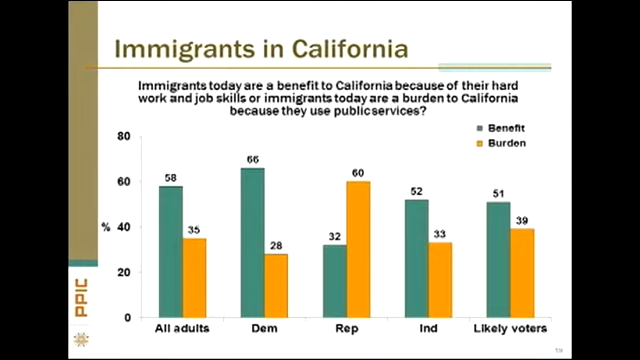 Immigrants in California
Immigrants today are a benefit to California because of their hard
work and job skills or immigrants today are a burden to California
because they use public services?
Benefit
Burden
%
80
60
40
20
0
58
35
66
28
32
60
52
33
51
39
All adults
Dem
Rep
Ind
Likely voters
PPIC